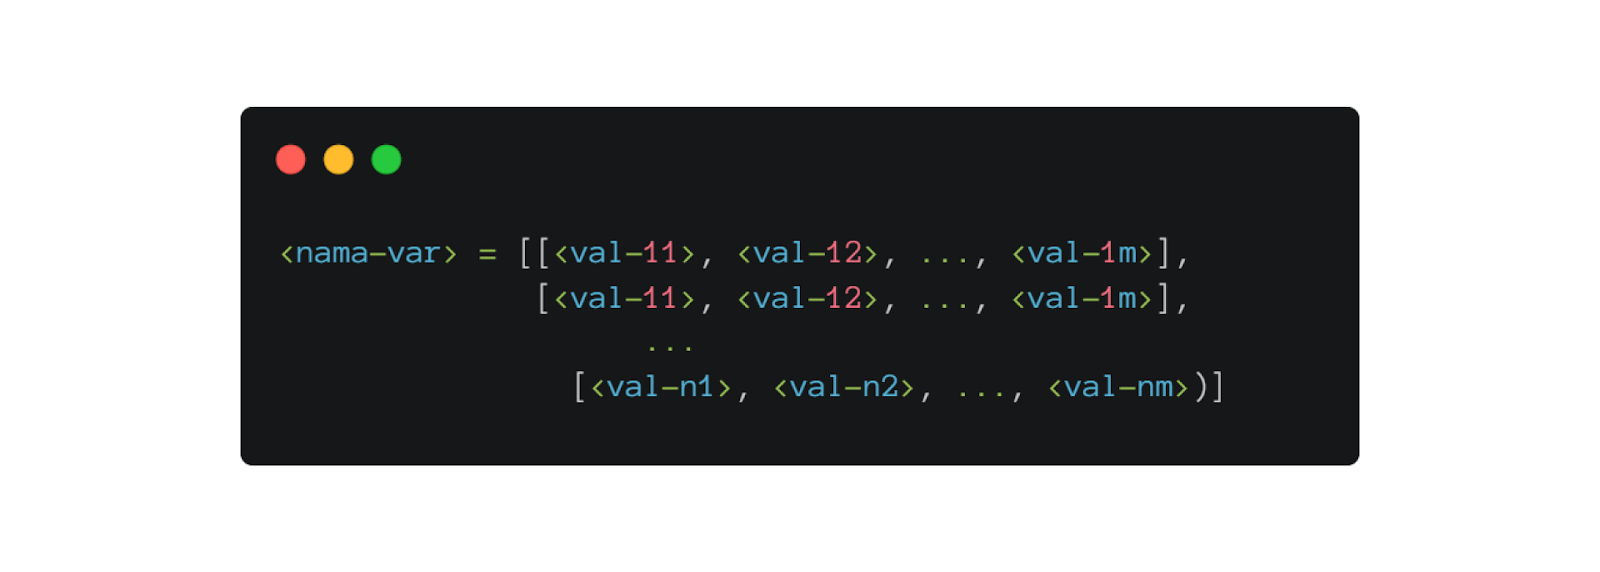 <nama-var> = [[<val-11>, <val-12>, ..., <val-1m>],
[<val-11>, <val-12>, ..., <val-1m>],
...
[<val-n1>, <val-n2>, ..., <val-nm>)]